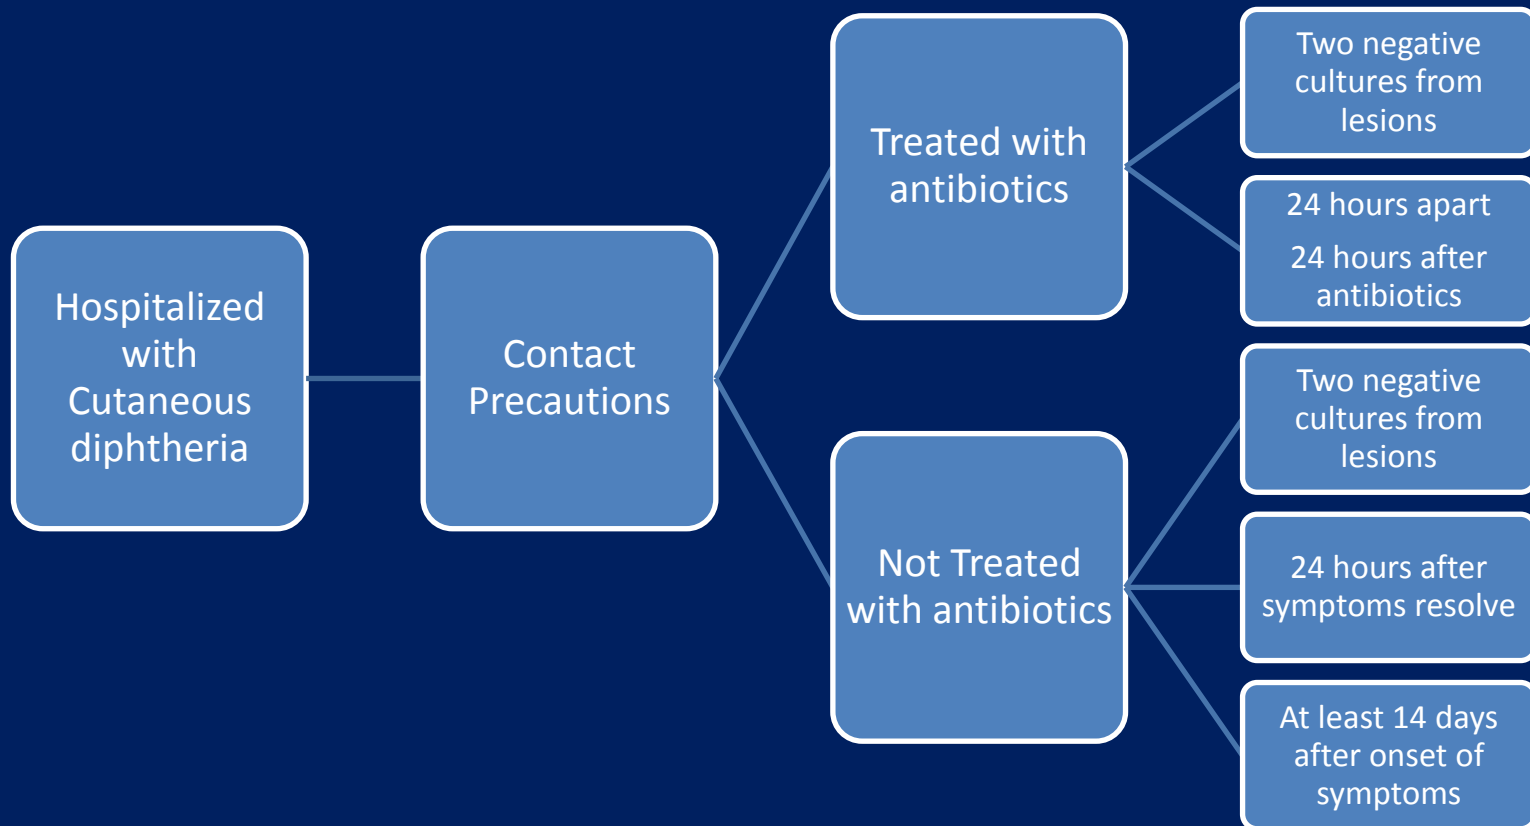 Hospitalized
with
Cutaneous
diphtheria
Contact
Precautions
Treated with
antibiotics
Two negative
cultures from
lesions
24 hours apart
24 hours after
antibiotics
Not Treated
with antibiotics
Two negative
cultures from
lesions
24 hours after
symptoms resolve
At least 14 days
after onset of
symptoms